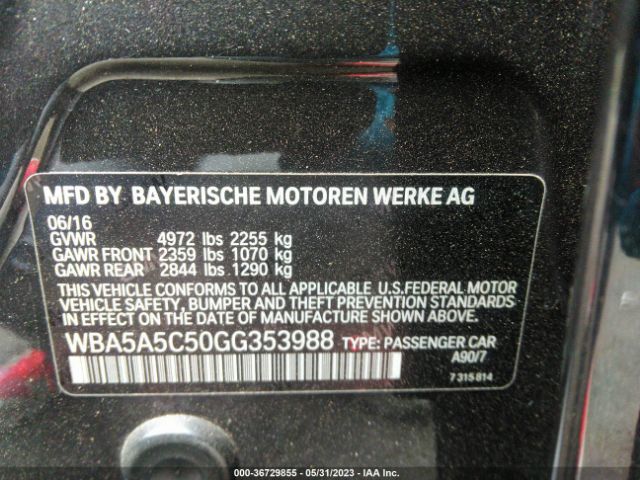 MFD BY BAYERISCHE MOTOREN WERKE AG
06/16
GVWR 4972 lbs 2255 kg
GAWR FRONT 2359 lbs 1070 kg
GAWR REAR 2844 lbs 1290 kg
THIS VEHICLE CONFORMS TO ALL APPLICABLE U.S.FEDERAL MOTOR
VEHICLE SAFETY, BUMPER AND THEFT PREVENTION STANDARDS
IN EFFECT ON THE DATE OF MANUFACTURE SHOWN ABOVE.
WBA5A5C50GG353988 TYPE: PASSENGER CAR
A90/7
7 315 814
000-36729855 - 05/31/2023 - IAA Inc.